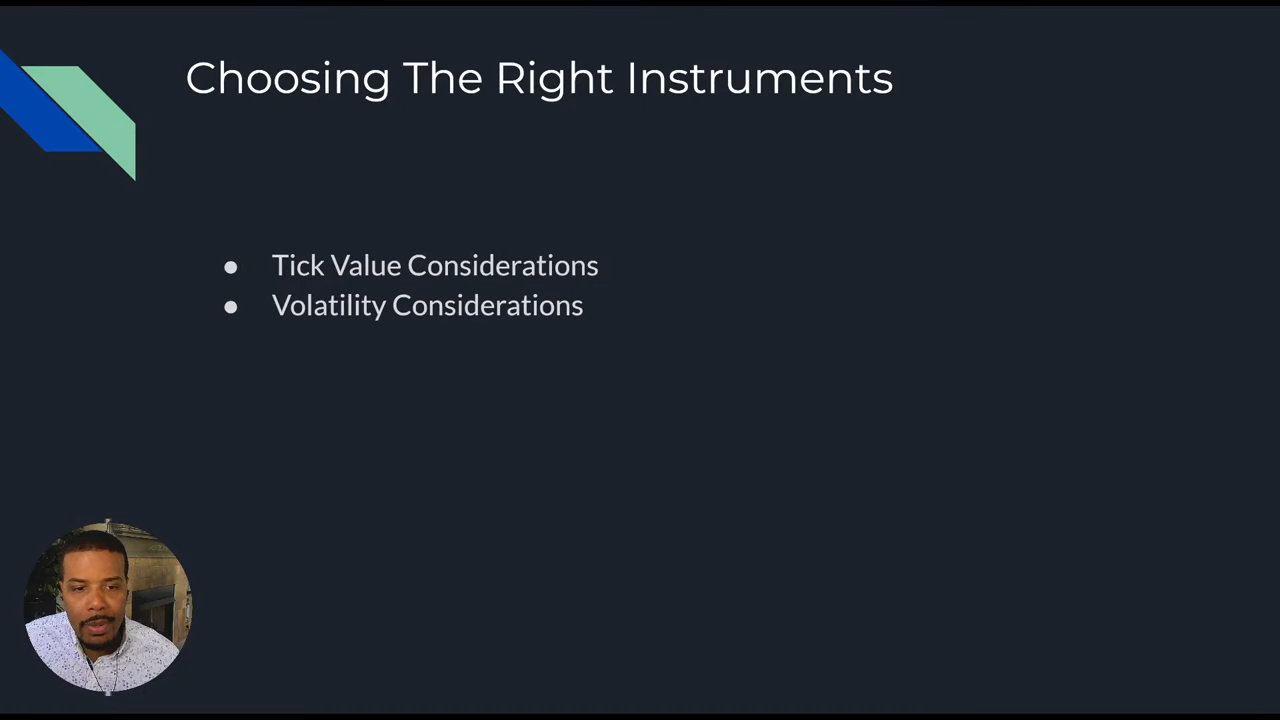 Choosing The Right Instruments
● Tick Value Considerations
● Volatility Considerations